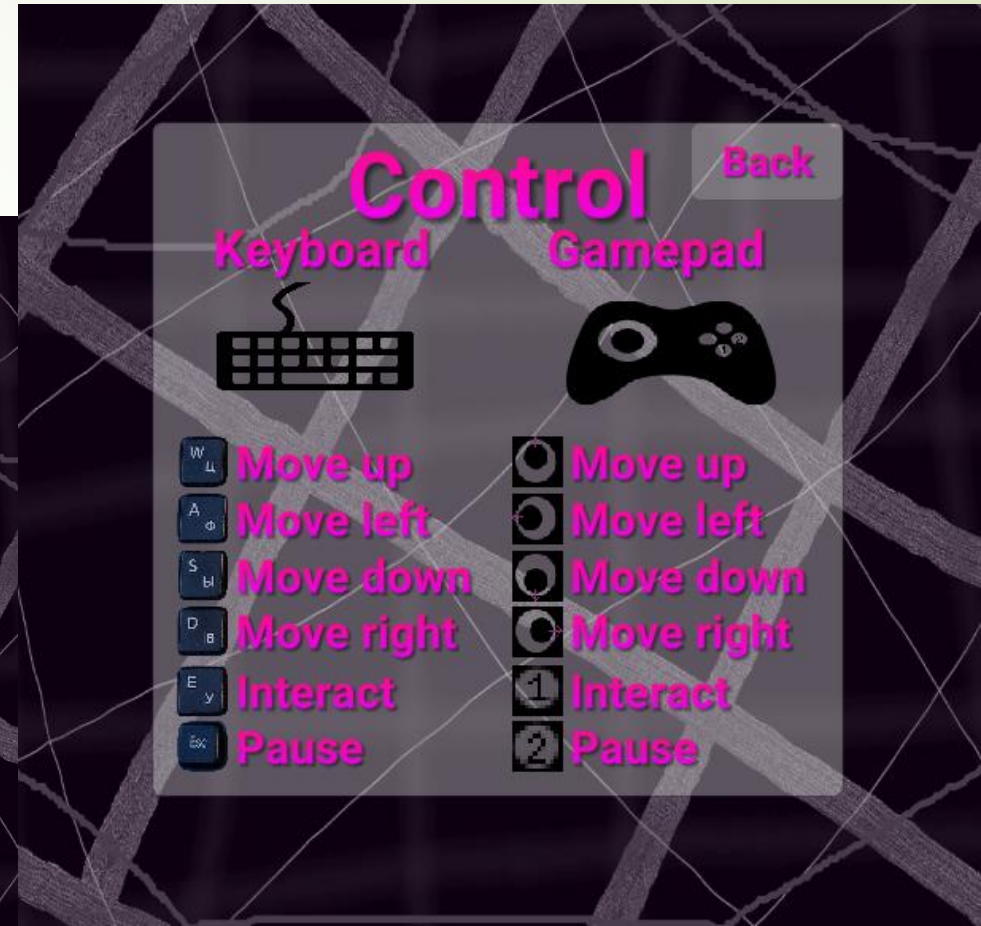 Control
Back
Keyboard Gamepad
W Ц Move up Move up
A Ф Move left Move left
S Ы Move down Move down
D В Move right Move right
E У Interact 1 Interact
Esc Pause 2 Pause